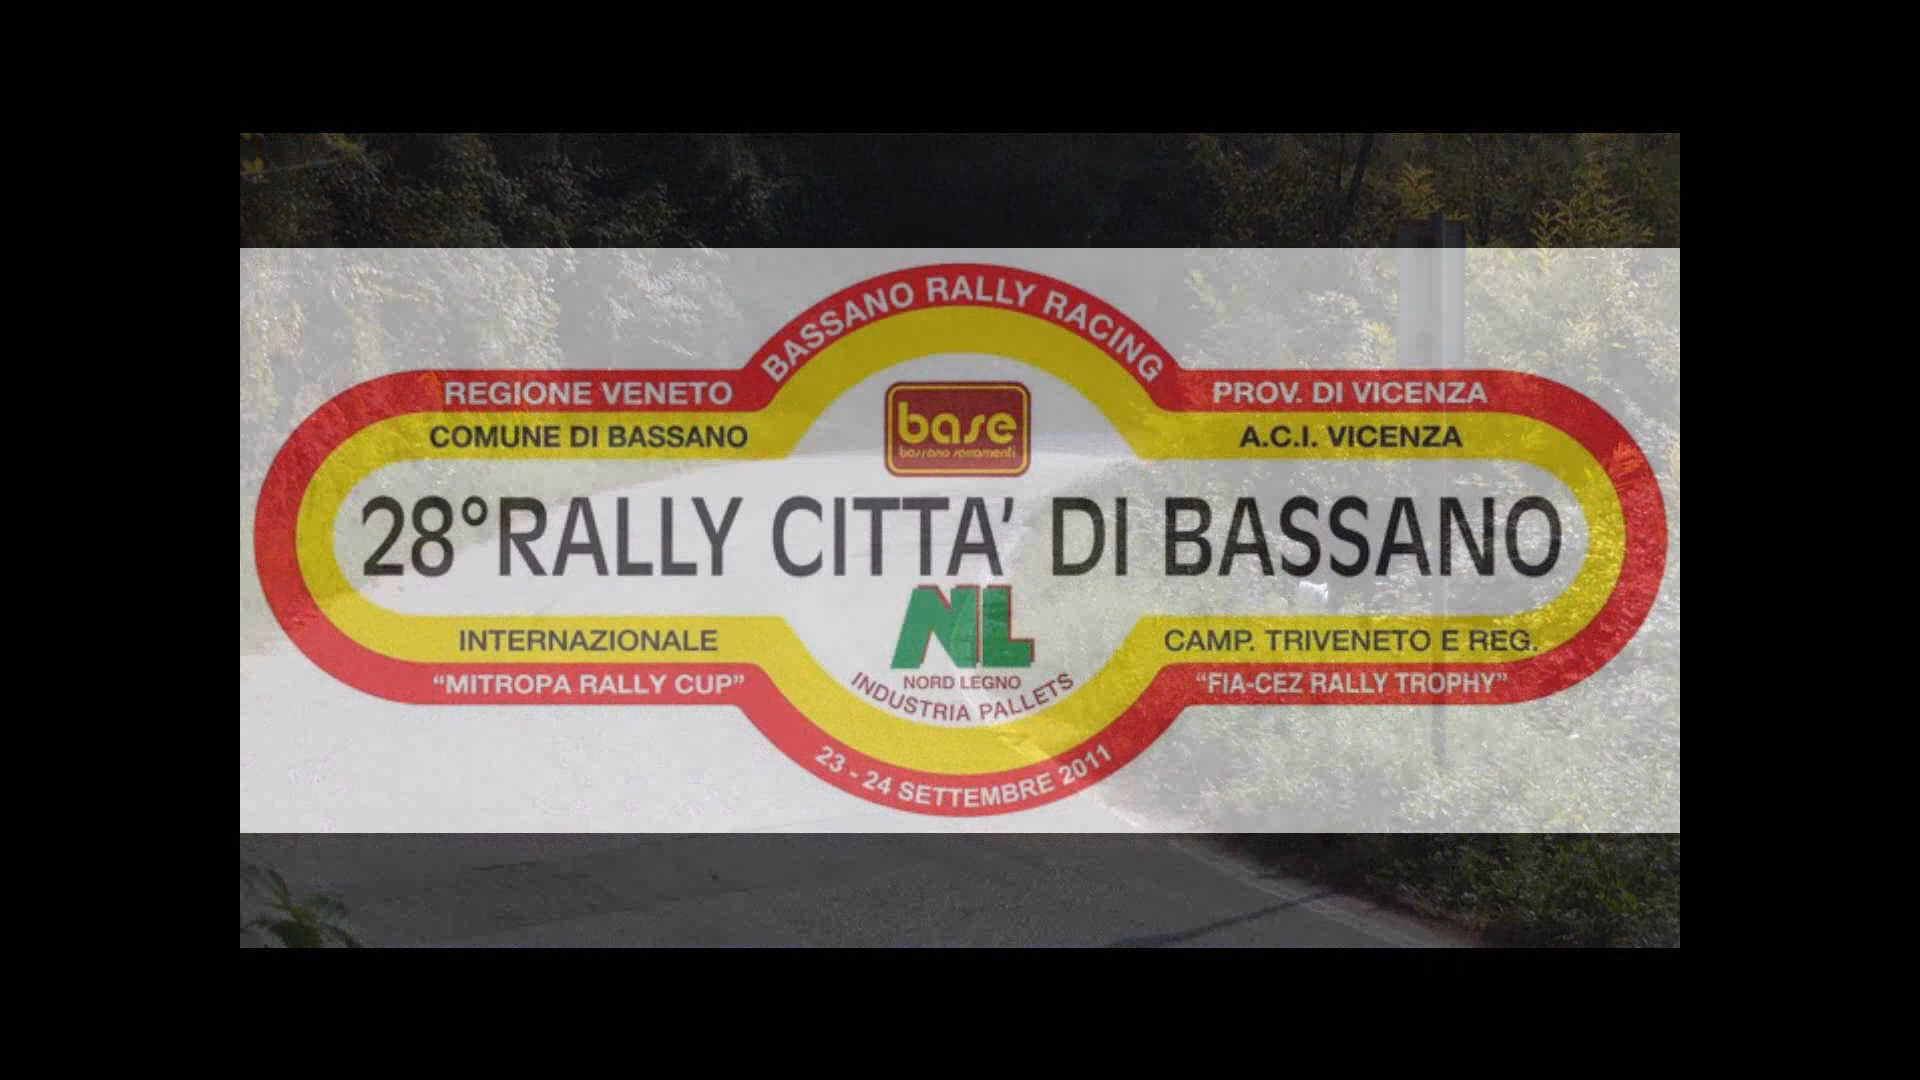 BASSANO RALLY RACING
REGIONE VENETO
PROV. DI VICENZA
COMUNE DI BASSANO
A.C.I. VICENZA
base
bassano serramenti
28°RALLY CITTA' DI BASSANO
NL
INTERNAZIONALE
CAMP. TRIVENETO E REG.
"MITROPA RALLY CUP"
"FIA-CEZ RALLY TROPHY"
NORD LEGNO
INDUSTRIA PALLETS
23 - 24 SETTEMBRE 2011